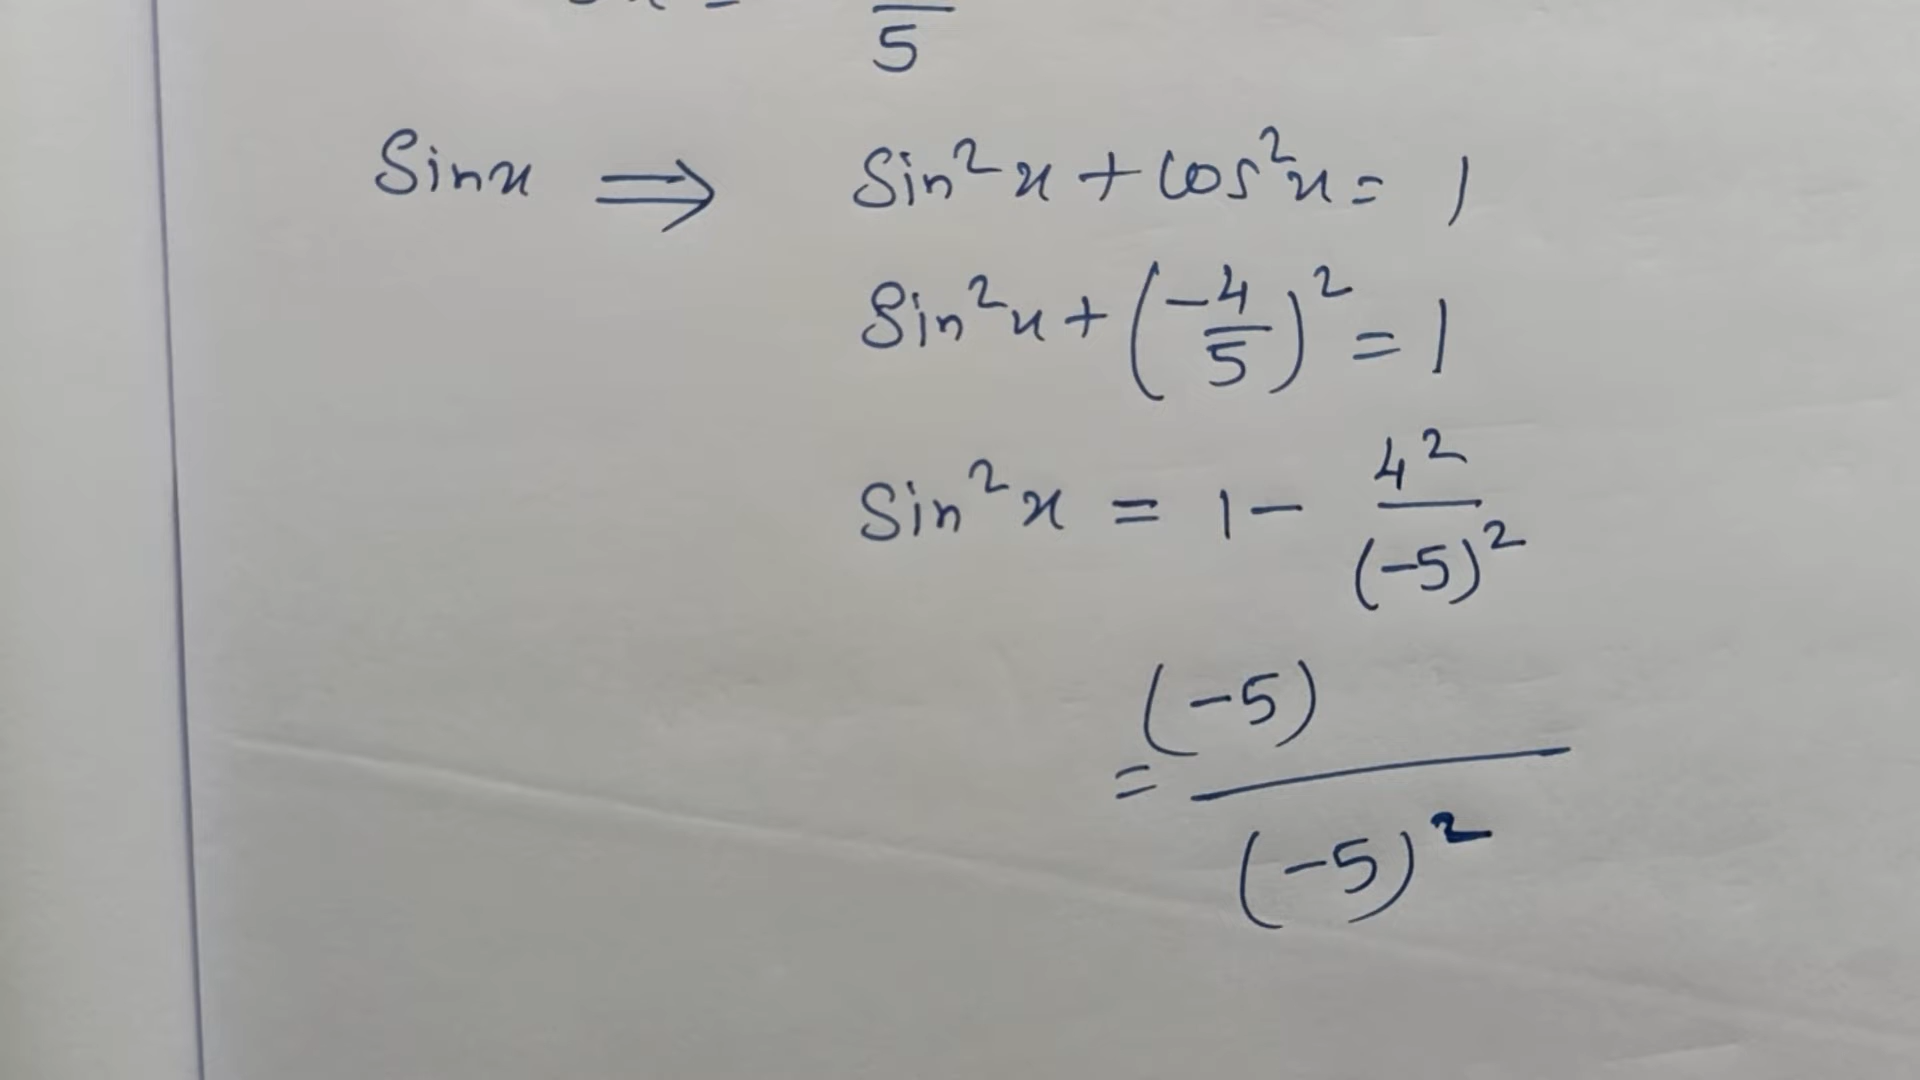 5
Sinx ⟹ Sin²x + cos²x = 1
Sin²x + (-4/5)² = 1
Sin²x = 1 - 4²/(-5)²
= (-5)/(-5)²